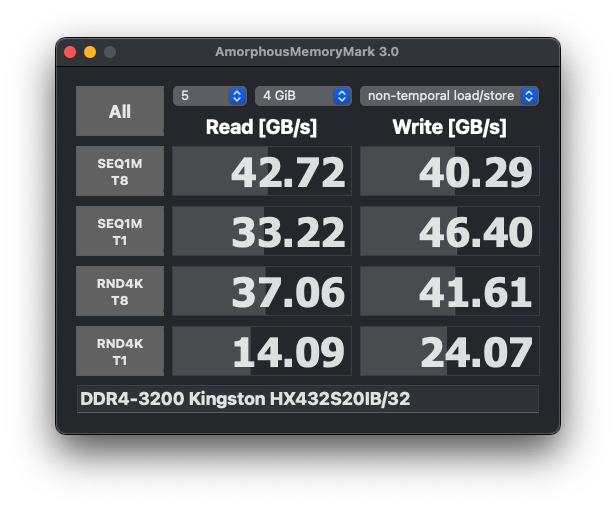 AmorphousMemoryMark 3.0
All
5
4 GiB
non-temporal load/store
Read [GB/s]
Write [GB/s]
SEQ1M
T8
42.72
40.29
SEQ1M
T1
33.22
46.40
RND4K
T8
37.06
41.61
RND4K
T1
14.09
24.07
DDR4-3200 Kingston HX432S20IB/32